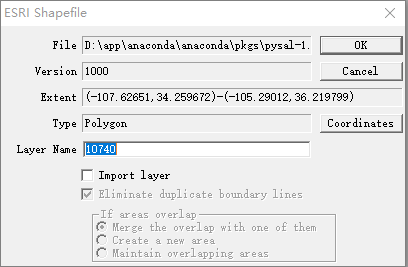 ESRI Shapefile
File D:\app\anaconda\anaconda\pkgs\pysal-1. OK
Version 1000 Cancel
Extent (-107.62651,34.259672)-(-105.29012,36.219799)
Type Polygon Coordinates
Layer Name 10740
Import layer
Eliminate duplicate boundary lines
If areas overlap
Merge the overlap with one of them
Create a new area
Maintain overlapping areas